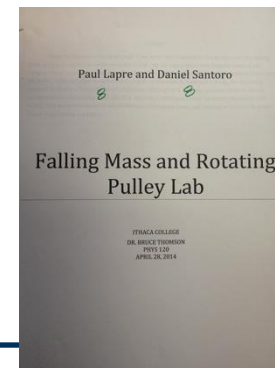 Paul Lapre and Daniel Santoro
8 8
Falling Mass and Rotating
Pulley Lab
ITHACA COLLEGE
DR. BRUCE THOMSON
PHYS 120
APRIL 28, 2014